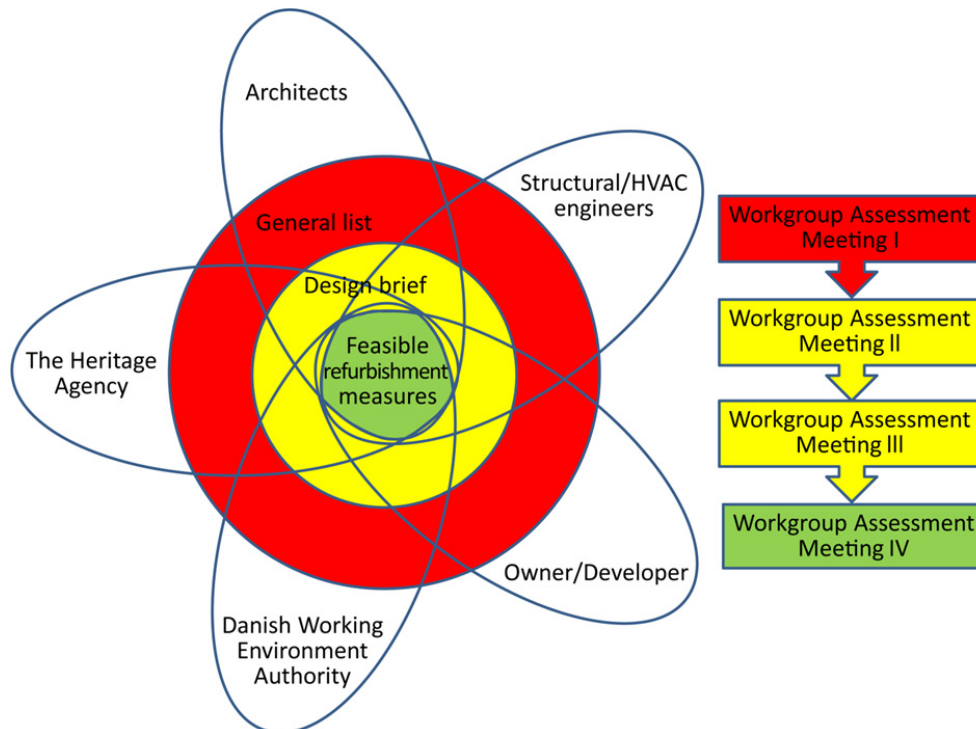 Architects
Structural/HVAC
engineers
General list
Design brief
The Heritage
Agency
Feasible
refurbishment
measures
Owner/Developer
Danish Working
Environment
Authority
Workgroup Assessment
Meeting I
Workgroup Assessment
Meeting II
Workgroup Assessment
Meeting III
Workgroup Assessment
Meeting IV